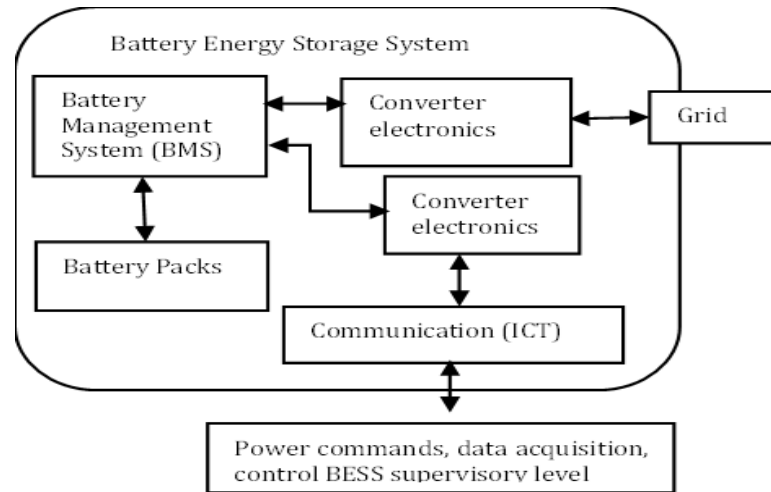 Battery Energy Storage System
Battery
Management
System (BMS)
Converter
electronics
Grid
Converter
electronics
Battery Packs
Communication (ICT)
Power commands, data acquisition,
control BESS supervisory level